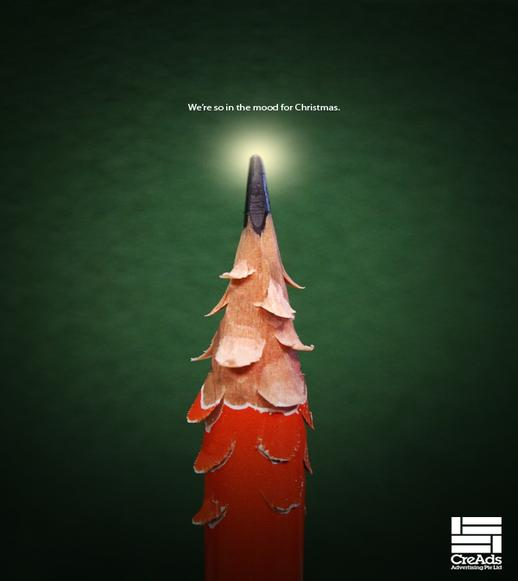 We're so in the mood for Christmas.
CreAds
Advertising Pte Ltd